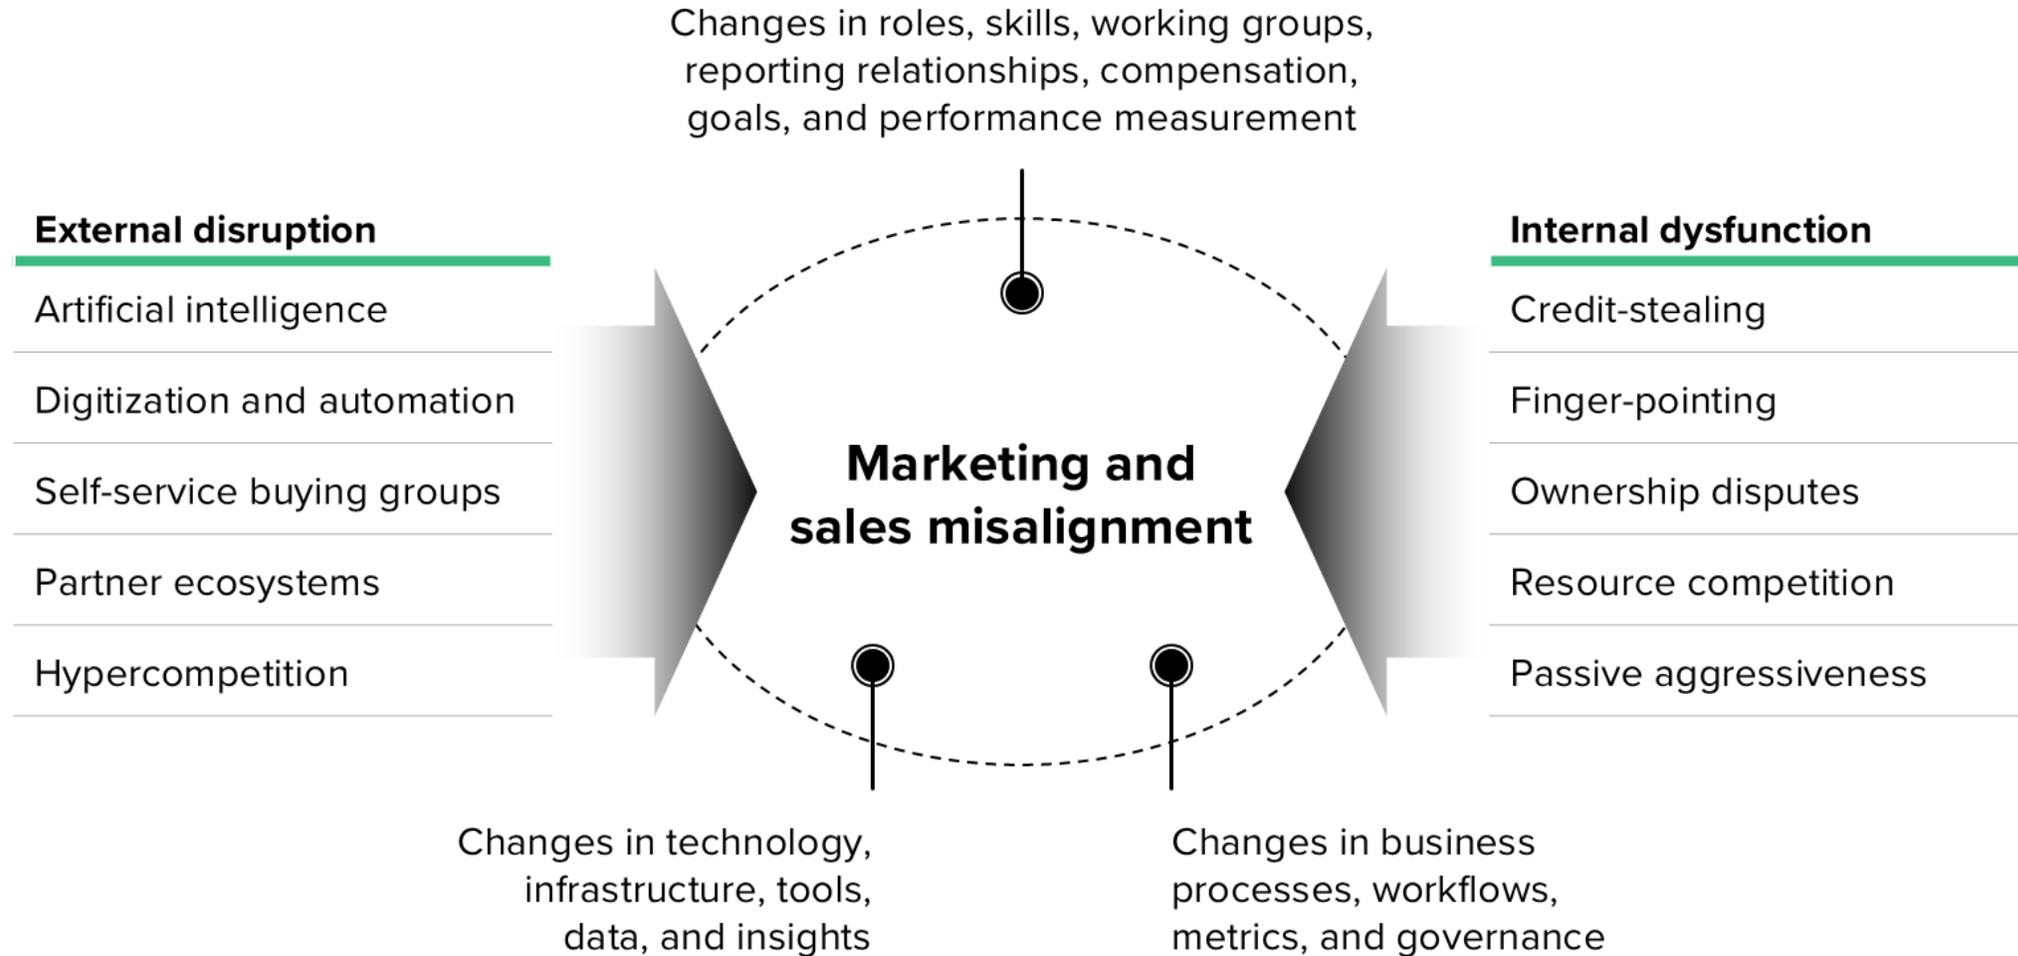 Changes in roles, skills, working groups,
reporting relationships, compensation,
goals, and performance measurement
External disruption
Artificial intelligence
Digitization and automation
Self-service buying groups
Partner ecosystems
Hypercompetition
Marketing and
sales misalignment
Internal dysfunction
Credit-stealing
Finger-pointing
Ownership disputes
Resource competition
Passive aggressiveness
Changes in technology,
infrastructure, tools,
data, and insights
Changes in business
processes, workflows,
metrics, and governance